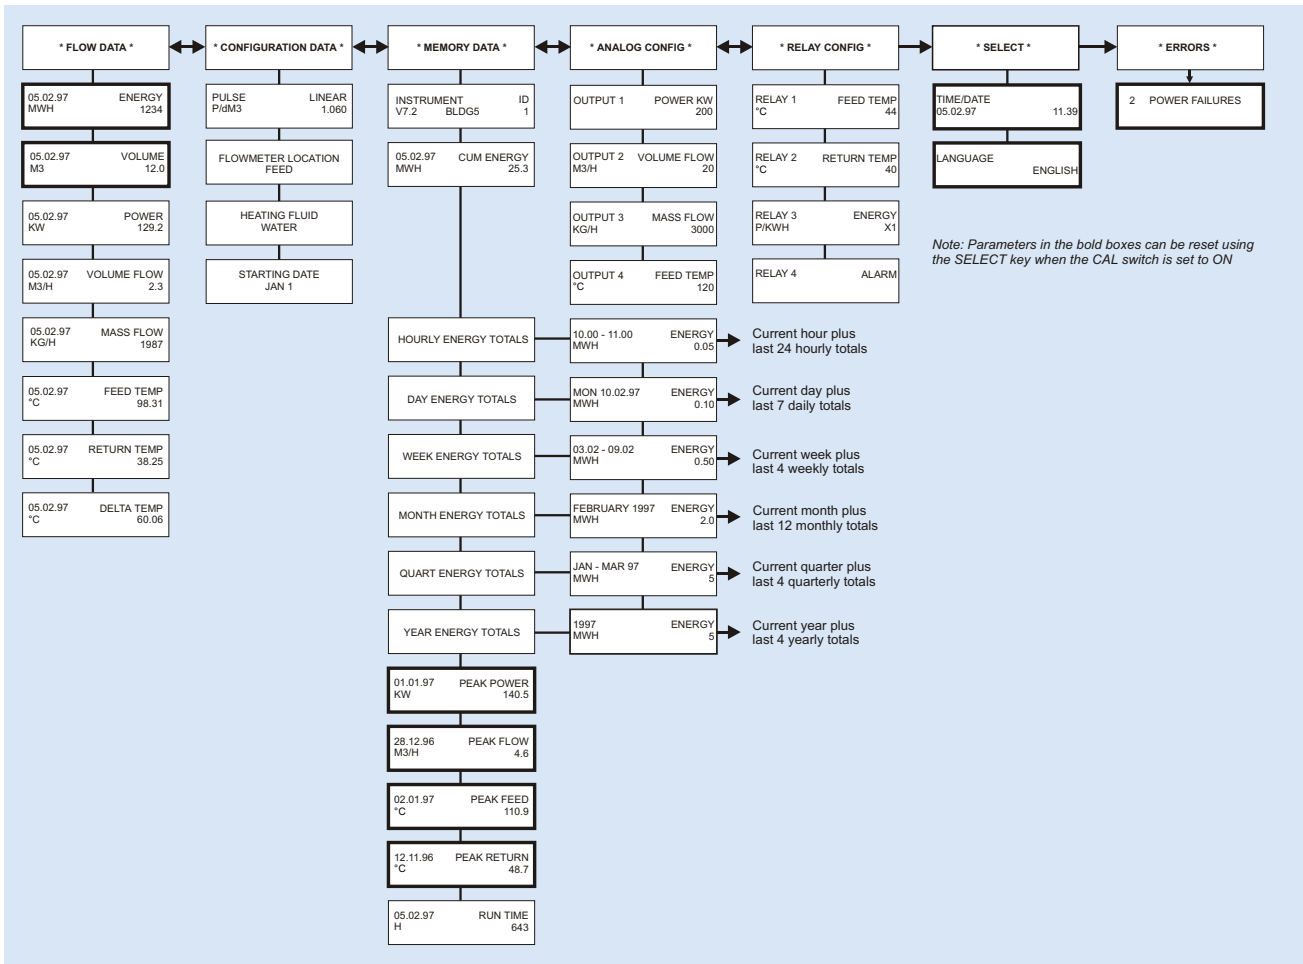 * FLOW DATA *
* CONFIGURATION DATA *
* MEMORY DATA *
* ANALOG CONFIG *
* RELAY CONFIG *
* SELECT *
* ERRORS *
05.02.97 ENERGY
MWH 1234
05.02.97 VOLUME
M3 12.0
05.02.97 POWER
KW 129.2
05.02.97 VOLUME FLOW
M3/H 2.3
05.02.97 MASS FLOW
KG/H 1987
05.02.97 FEED TEMP
°C 98.31
05.02.97 RETURN TEMP
°C 38.25
05.02.97 DELTA TEMP
°C 60.06
PULSE LINEAR
P/dM3 1.060
FLOWMETER LOCATION
FEED
HEATING FLUID
WATER
STARTING DATE
JAN 1
INSTRUMENT ID
V7.2 BLDG5 1
05.02.97 CUM ENERGY
MWH 25.3
HOURLY ENERGY TOTALS
DAY ENERGY TOTALS
WEEK ENERGY TOTALS
MONTH ENERGY TOTALS
QUART ENERGY TOTALS
YEAR ENERGY TOTALS
01.01.97 PEAK POWER
KW 140.5
28.12.96 PEAK FLOW
M3/H 4.6
02.01.97 PEAK FEED
°C 110.9
12.11.96 PEAK RETURN
°C 48.7
05.02.97 RUN TIME
H 643
OUTPUT 1 POWER KW
200
OUTPUT 2 VOLUME FLOW
M3/H 20
OUTPUT 3 MASS FLOW
KG/H 3000
OUTPUT 4 FEED TEMP
°C 120
10.00 - 11.00 ENERGY
MWH 0.05
MON 10.02.97 ENERGY
MWH 0.10
03.02 - 09.02 ENERGY
MWH 0.50
FEBRUARY 1997 ENERGY
MWH 2.0
JAN - MAR 97 ENERGY
MWH 5
1997 ENERGY
MWH 5
RELAY 1 FEED TEMP
°C 44
RELAY 2 RETURN TEMP
°C 40
RELAY 3 ENERGY
P/KWH X1
RELAY 4 ALARM
Current hour plus
last 24 hourly totals
Current day plus
last 7 daily totals
Current week plus
last 4 weekly totals
Current month plus
last 12 monthly totals
Current quarter plus
last 4 quarterly totals
Current year plus
last 4 yearly totals
TIME/DATE
05.02.97 11.39
LANGUAGE
ENGLISH
2 POWER FAILURES
Note: Parameters in the bold boxes can be reset using
the SELECT key when the CAL switch is set to ON